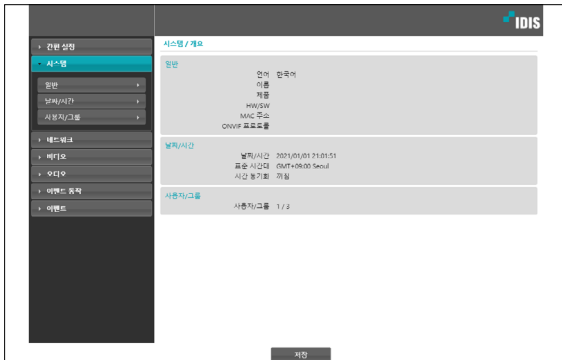 IDIS
간편 설정
시스템
일반
날짜/시간
사용자/그룹
네트워크
비디오
오디오
이벤트 동작
이벤트
시스템 / 개요
일반
언어 한국어
이름
제품
HW/SW
MAC 주소
ONVIF 프로토콜
날짜/시간
날짜/시간 2021/01/01 21:01:51
표준 시간대 GMT+09:00 Seoul
시간 동기화 꺼짐
사용자/그룹
사용자/그룹 1 / 3
저장